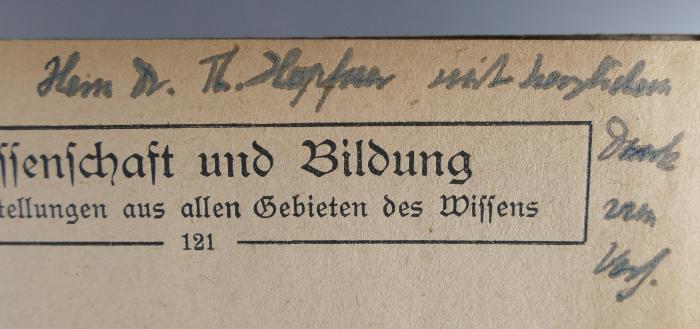 Herrn Dr. Th. Hopfner mit herzlichem
Dank
vom
Verf.
ssenschaft und Bildung
tellungen aus allen Gebieten des Wissens
121